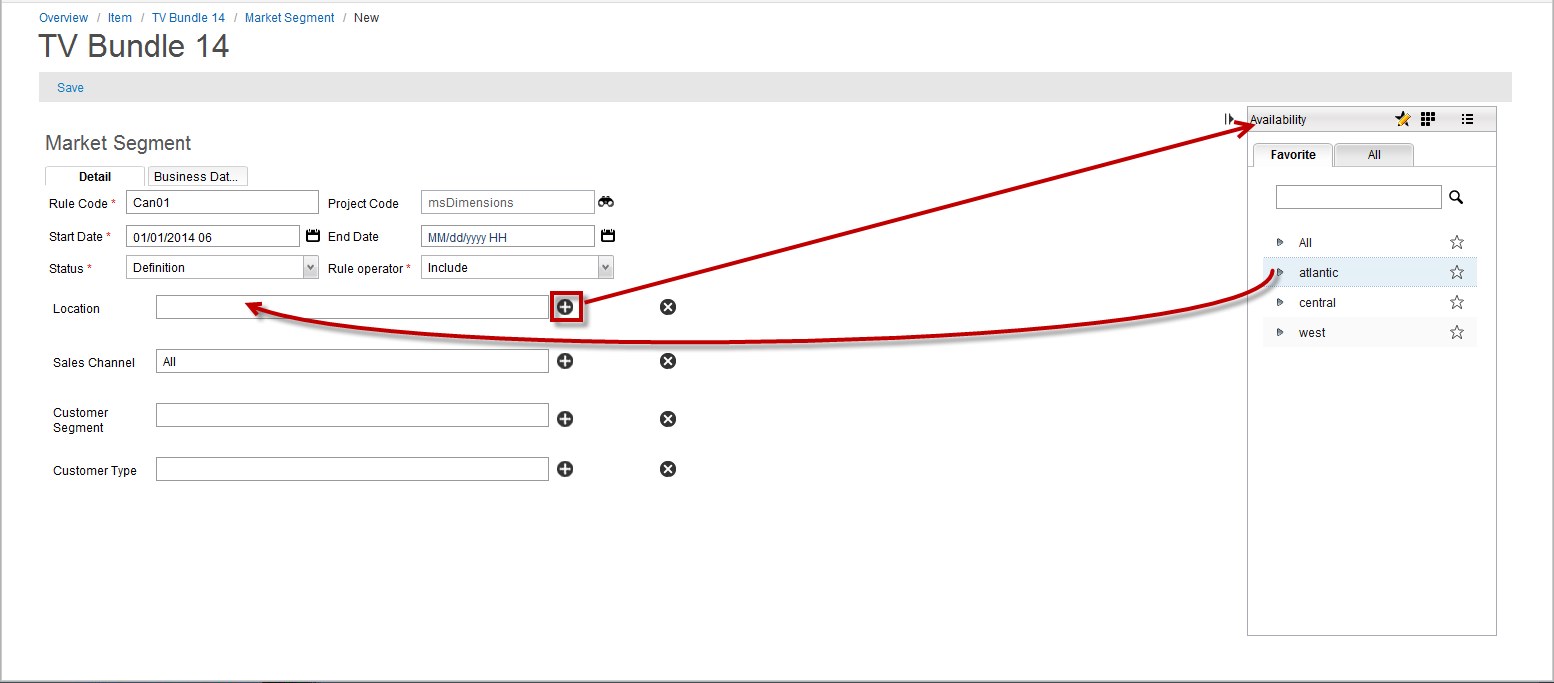 Overview / Item / TV Bundle 14 / Market Segment / New
TV Bundle 14
Save
Market Segment
Detail
Business Dat...
Rule Code * Can01 Project Code msDimensions
Start Date * 01/01/2014 06 End Date MM/dd/yyyy HH
Status * Definition Rule operator * Include
Location
Sales Channel All
Customer
Segment
Customer Type
Availability
Favorite All
All
atlantic
central
west